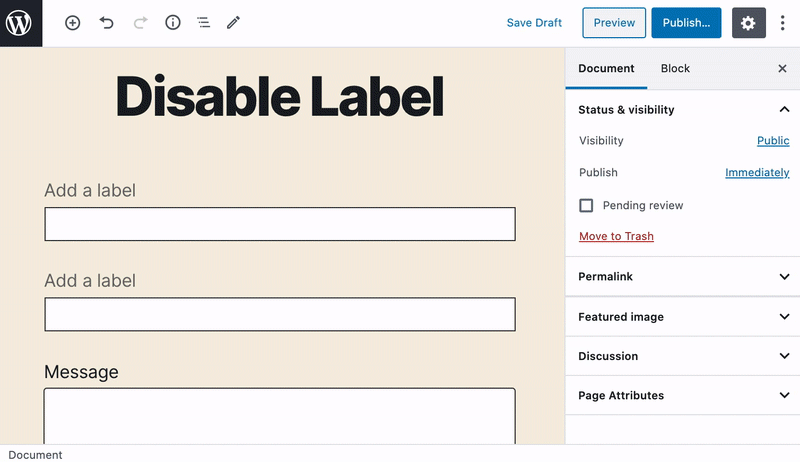 Save Draft Preview Publish...
Disable Label
Add a label
Add a label
Message
Document Block
Status & visibility
Visibility Public
Publish Immediately
Pending review
Move to Trash
Permalink
Featured image
Discussion
Page Attributes
Document